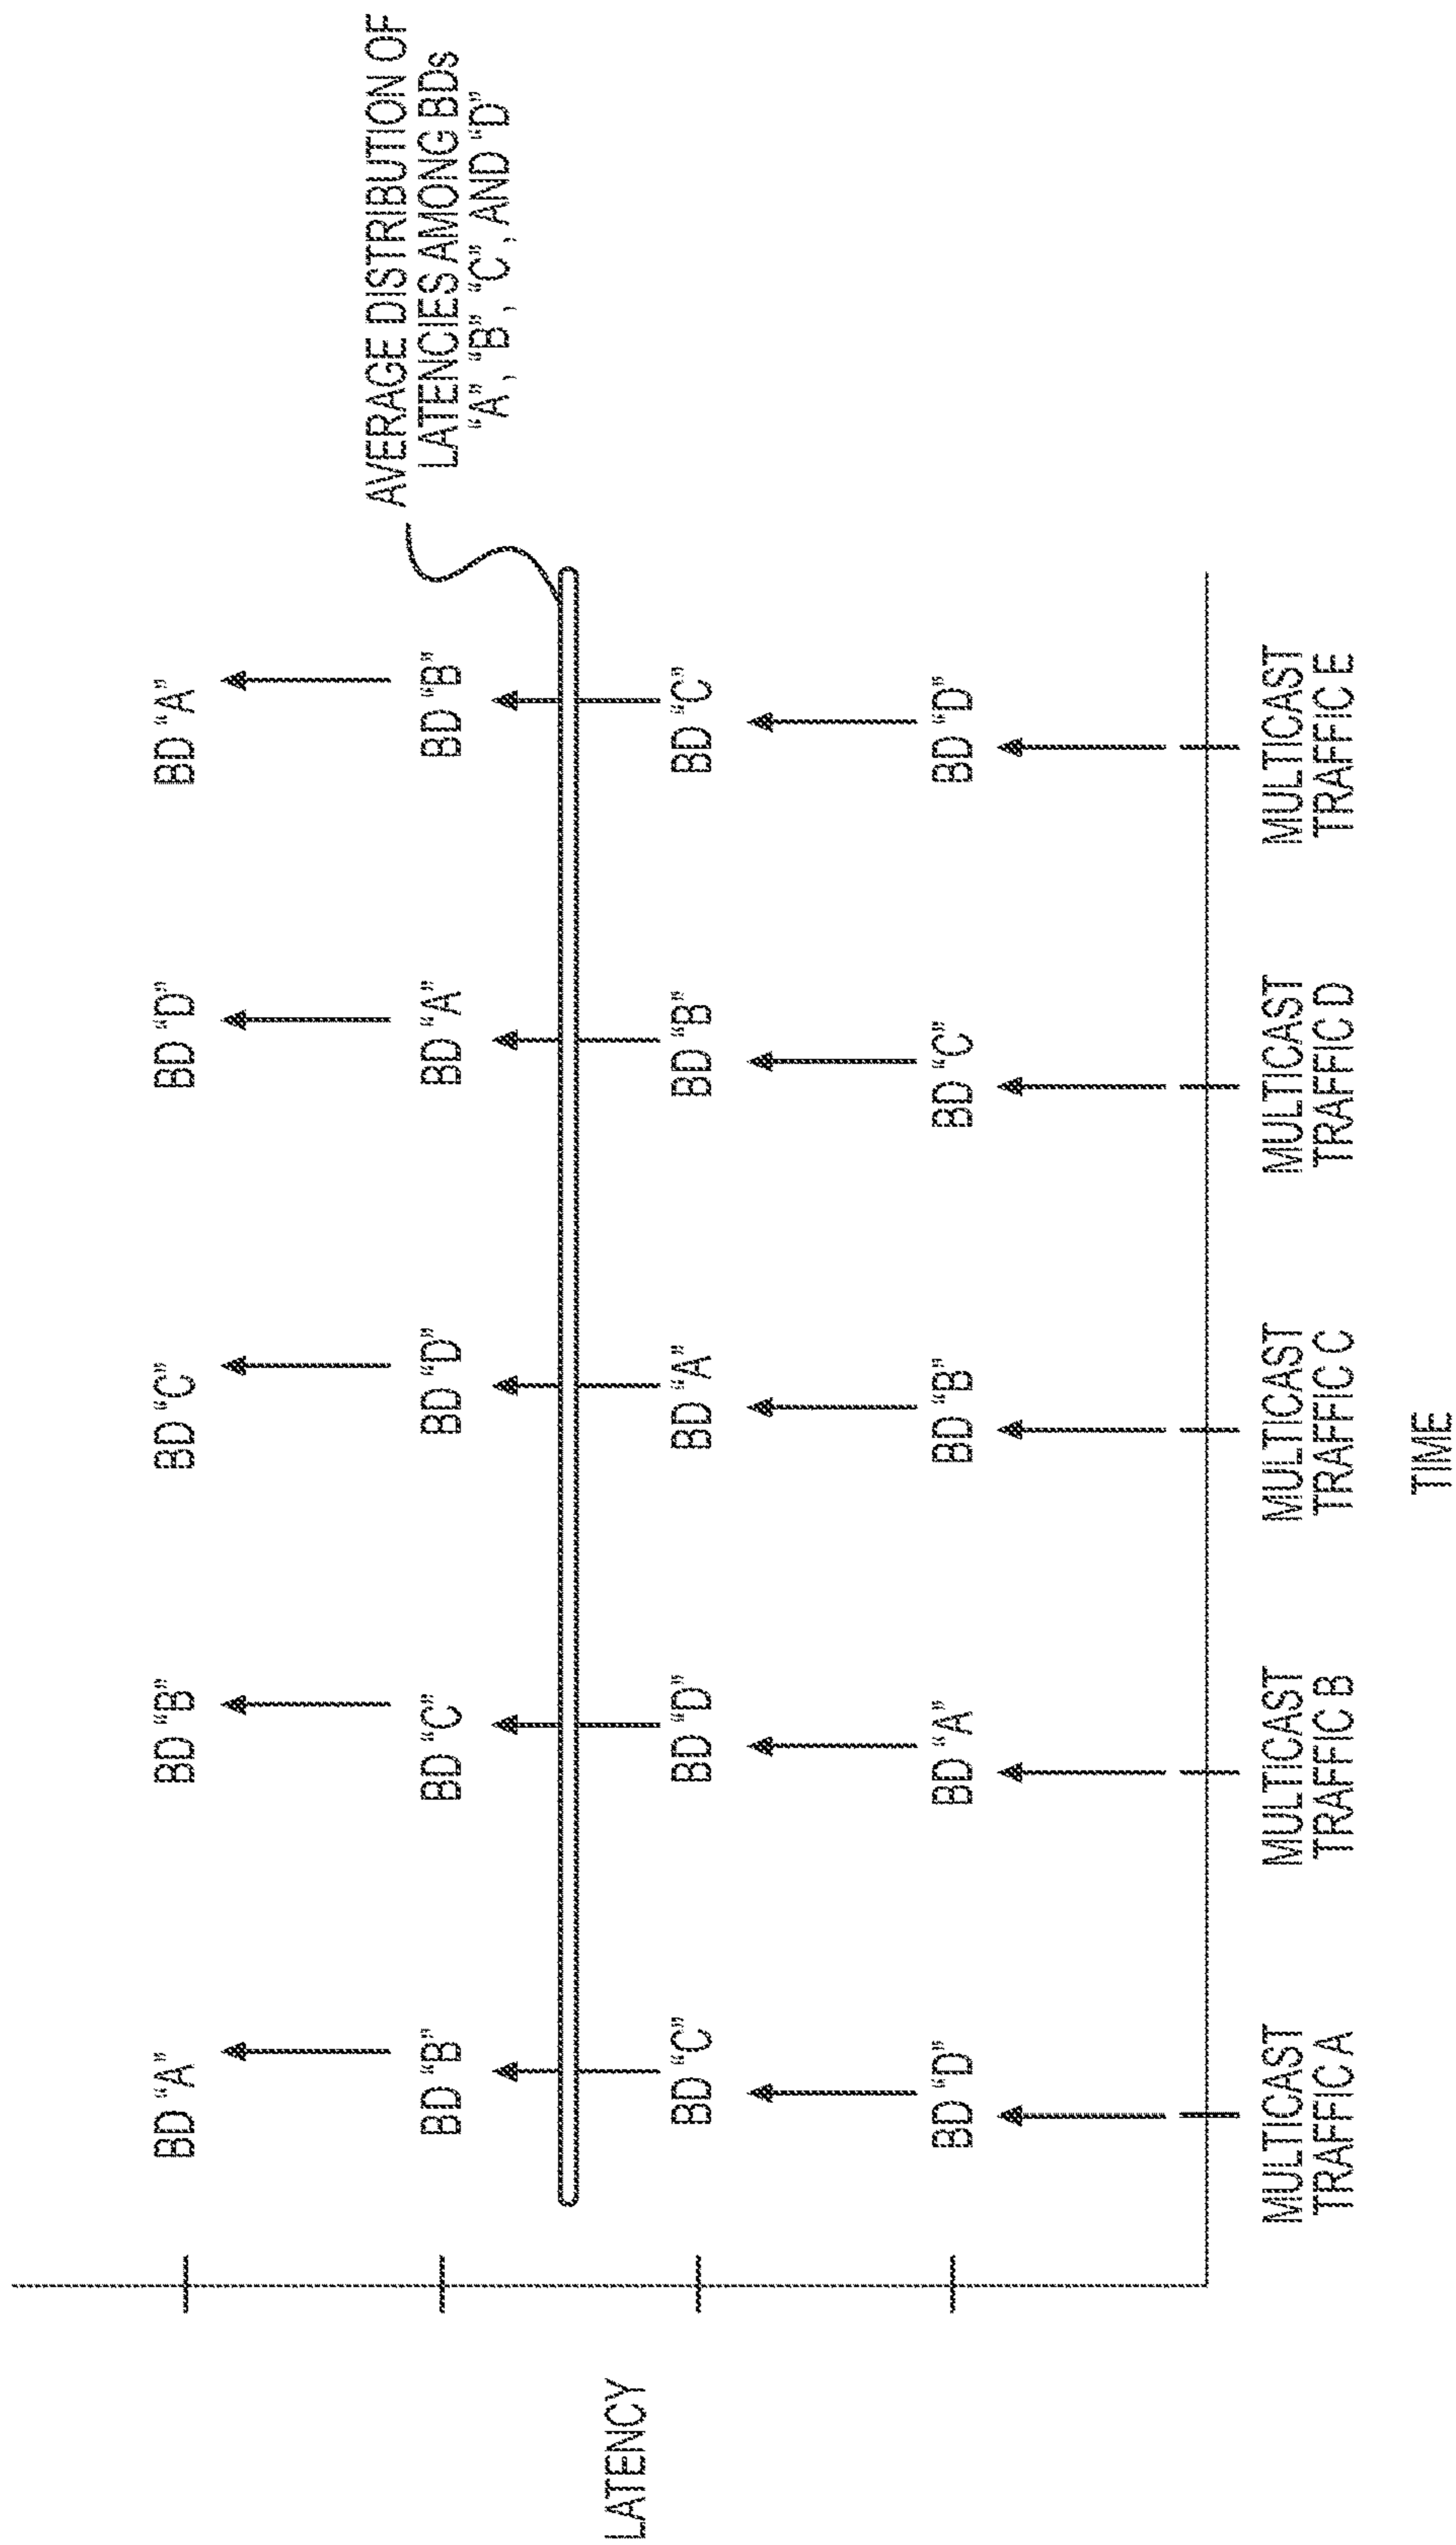 AVERAGE DISTRIBUTION OF
LATENCIES AMONG BDs
“A”, “B”, “C”, AND “D”
BD “A”
BD “B”
BD “C”
BD “D”
BD “A”
BD “B”
BD “C”
BD “D”
BD “A”
BD “B”
LATENCY
BD “C”
BD “D”
BD “A”
BD “B”
BD “C”
BD “D”
BD “A”
BD “B”
BD “C”
BD “D”
MULTICAST
TRAFFIC A
MULTICAST
TRAFFIC B
MULTICAST
TRAFFIC C
MULTICAST
TRAFFIC D
MULTICAST
TRAFFIC E
TIME